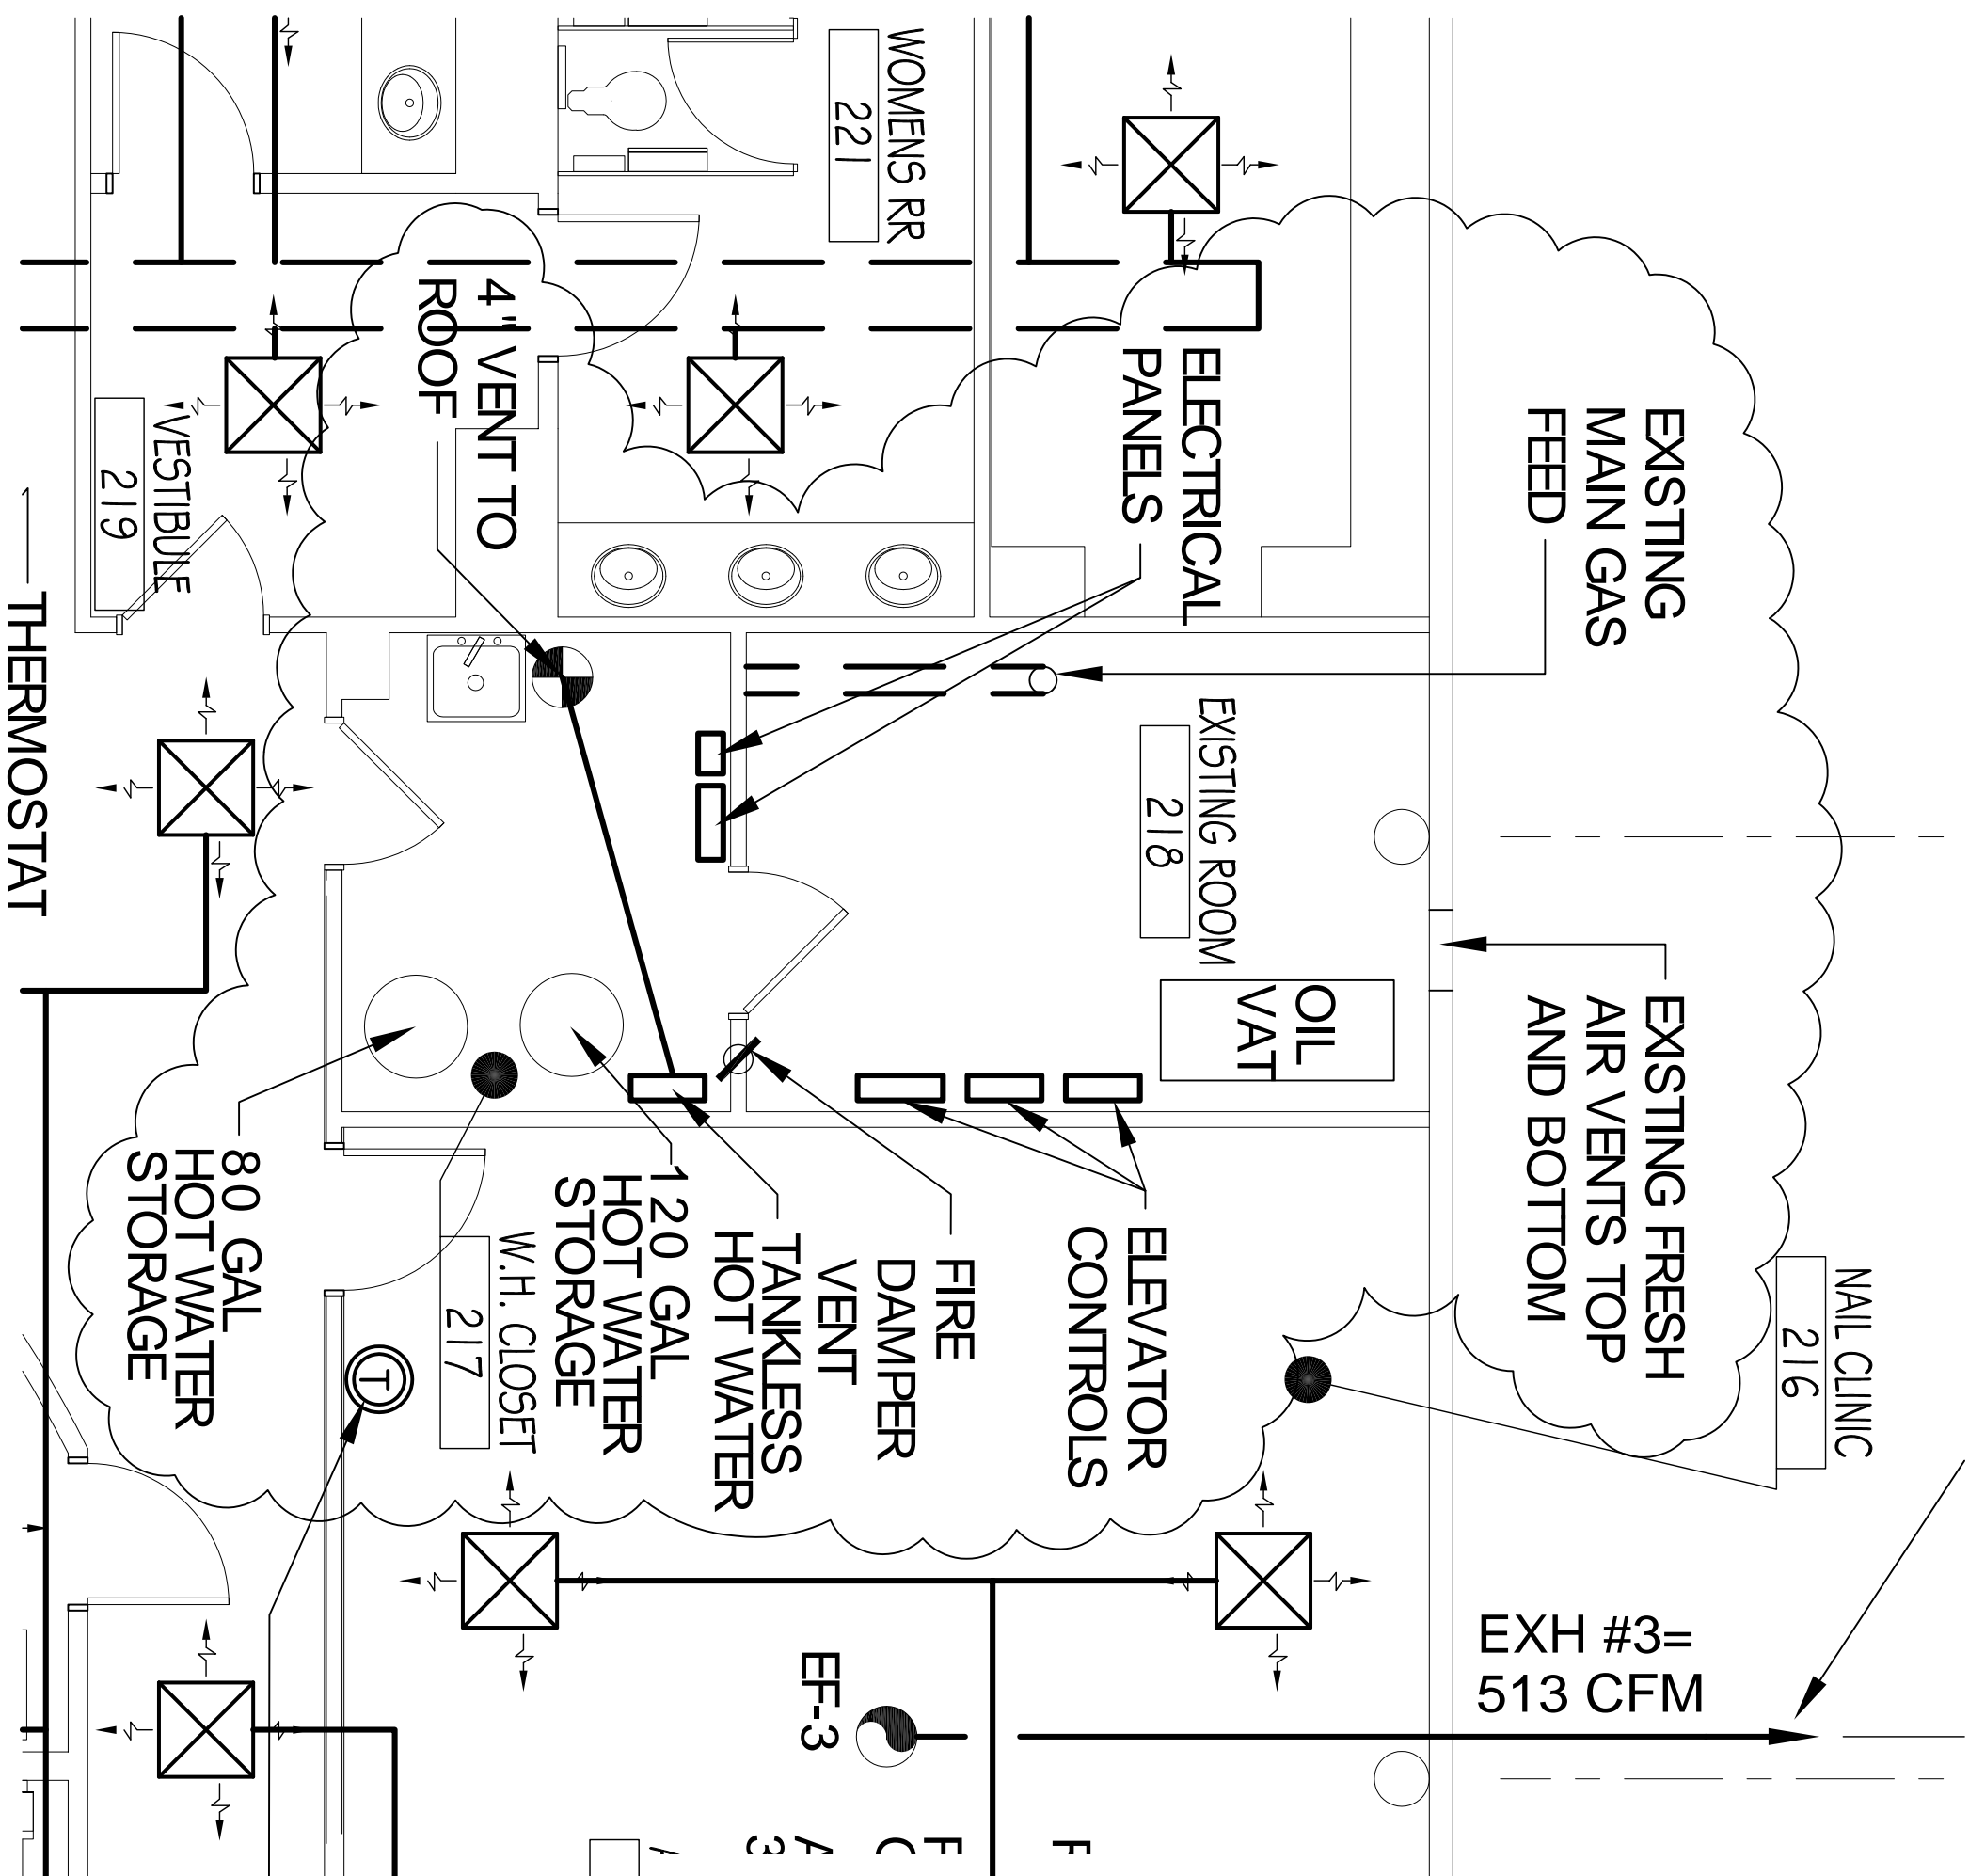 WOMENS RR
221
4" VENT TO
ROOF
ELECTRICAL
PANELS
EXISTING
MAIN GAS
FEED
VESTIBULE
219
THERMOSTAT
EXISTING ROOM
218
OIL
VAT
EXISTING FRESH
AIR VENTS TOP
AND BOTTOM
80 GAL
HOT WATER
STORAGE
W.H. CLOSET
217
120 GAL
HOT WATER
STORAGE
TANKLESS
HOT WATER
VENT
FIRE
DAMPER
ELEVATOR
CONTROLS
NAIL CLINIC
216
T
EXH #3=
513 CFM
EF-3